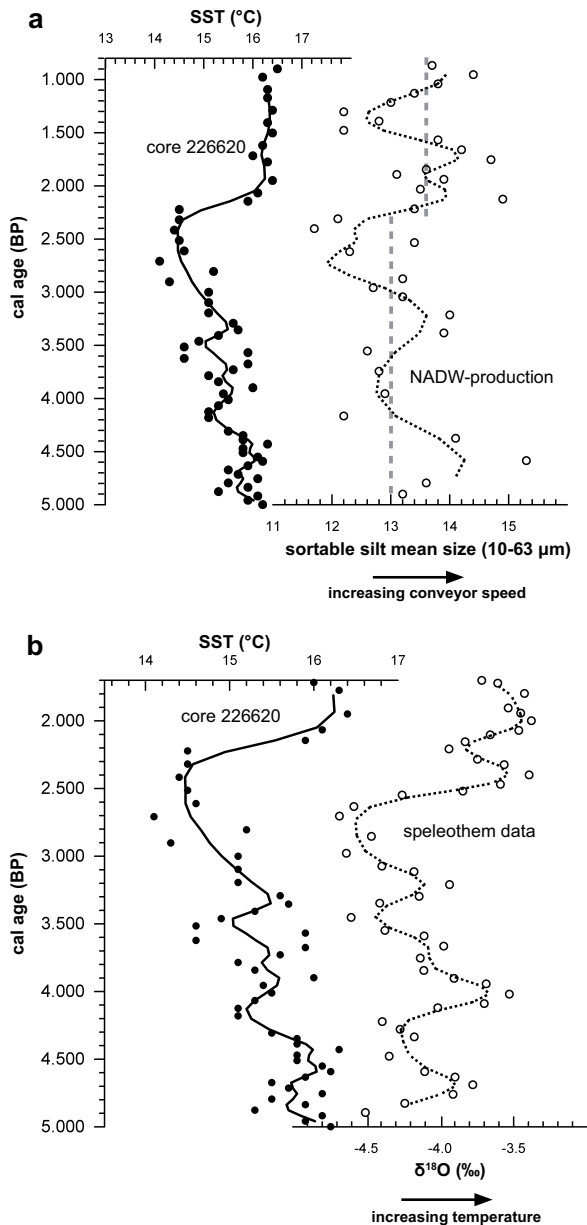 a
SST (°C)
13 14 15 16 17
cal age (BP)
1.000
1.500
2.000
2.500
3.000
3.500
4.000
4.500
5.000
core 226620
NADW-production
11 12 13 14 15
sortable silt mean size (10-63 µm)
increasing conveyor speed
b
SST (°C)
14 15 16 17
cal age (BP)
2.000
2.500
3.000
3.500
4.000
4.500
5.000
core 226620
speleothem data
-4.5 -4.0 -3.5
δ¹⁸O (‰)
increasing temperature